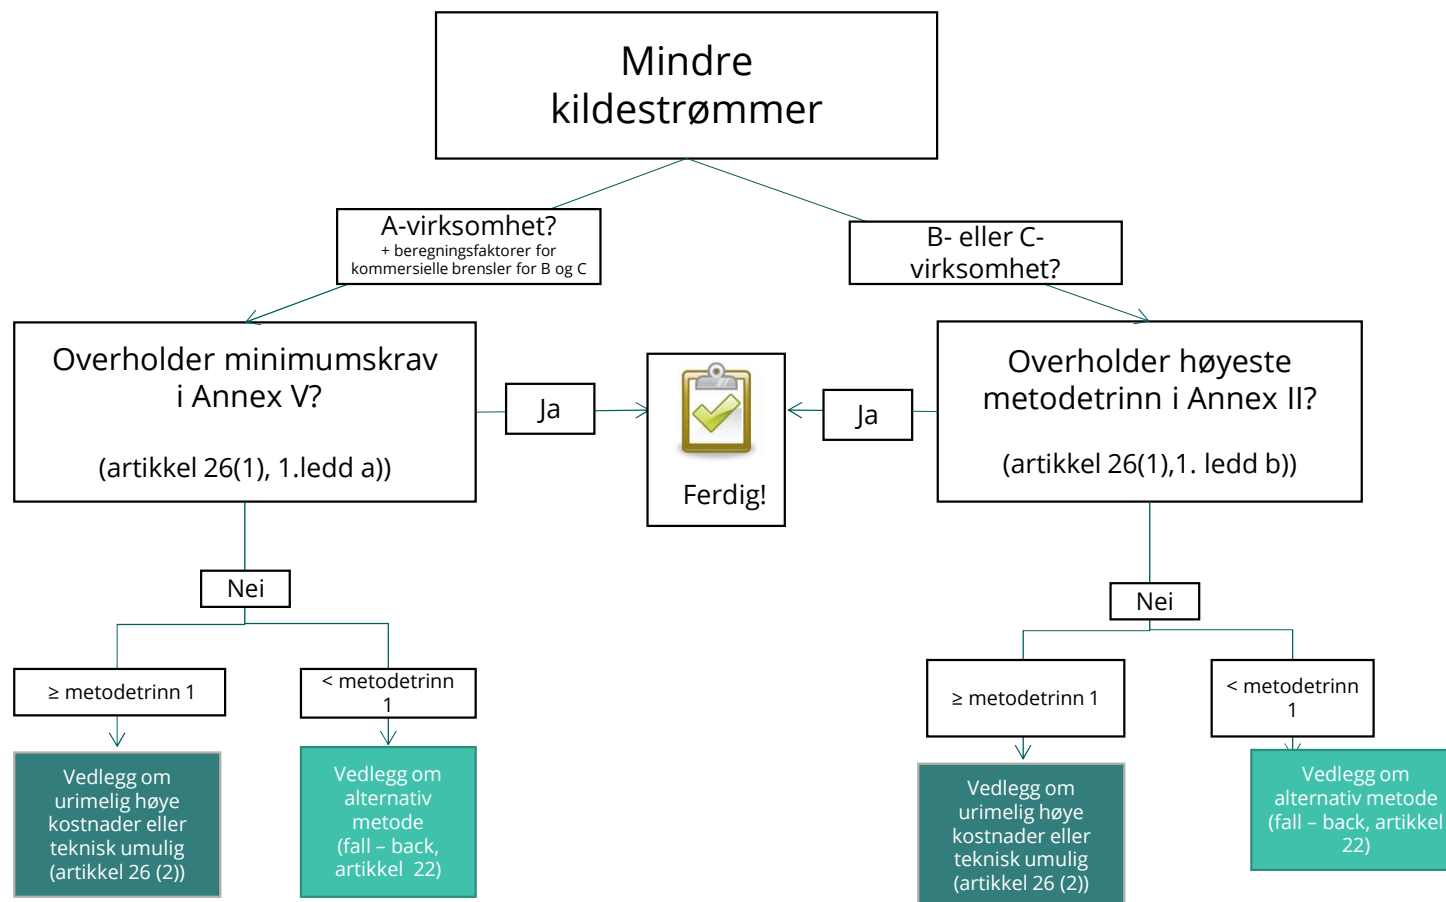 Mindre
kildestrømmer
A-virksomhet?
+ beregningsfaktorer for
kommersielle brensler for B og C
B- eller C-
virksomhet?
Overholder minimumskrav
i Annex V?
(artikkel 26(1), 1.ledd a))
Ja
Ferdig!
Ja
Overholder høyeste
metodetrinn i Annex II?
(artikkel 26(1),1. ledd b))
Nei
Nei
≥ metodetrinn 1
< metodetrinn
1
≥ metodetrinn 1
< metodetrinn
1
Vedlegg om
urimelig høye
kostnader eller
teknisk umulig
(artikkel 26 (2))
Vedlegg om
alternativ
metode
(fall – back,
artikkel 22)
Vedlegg om
urimelig høye
kostnader eller
teknisk umulig
(artikkel 26 (2))
Vedlegg om
alternativ metode
(fall – back, artikkel
22)